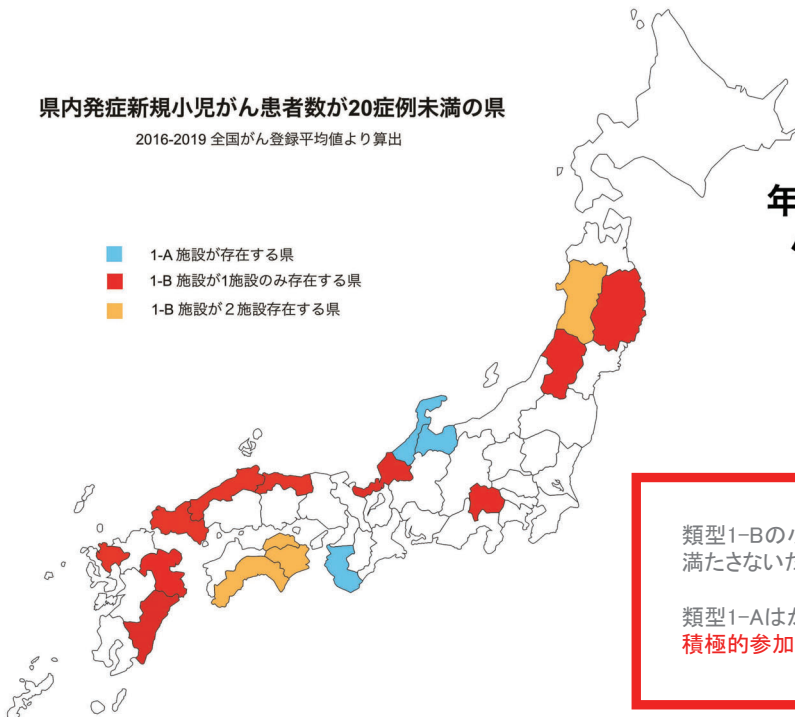 県内発症新規小児がん患者数が20症例未満の県
2016-2019 全国がん登録平均値より算出
年
1-A 施設が存在する県
1-B 施設が1施設のみ存在する県
1-B 施設が２施設存在する県
類型1-Bの
満たさないた
類型1-Aはか
積極的参加